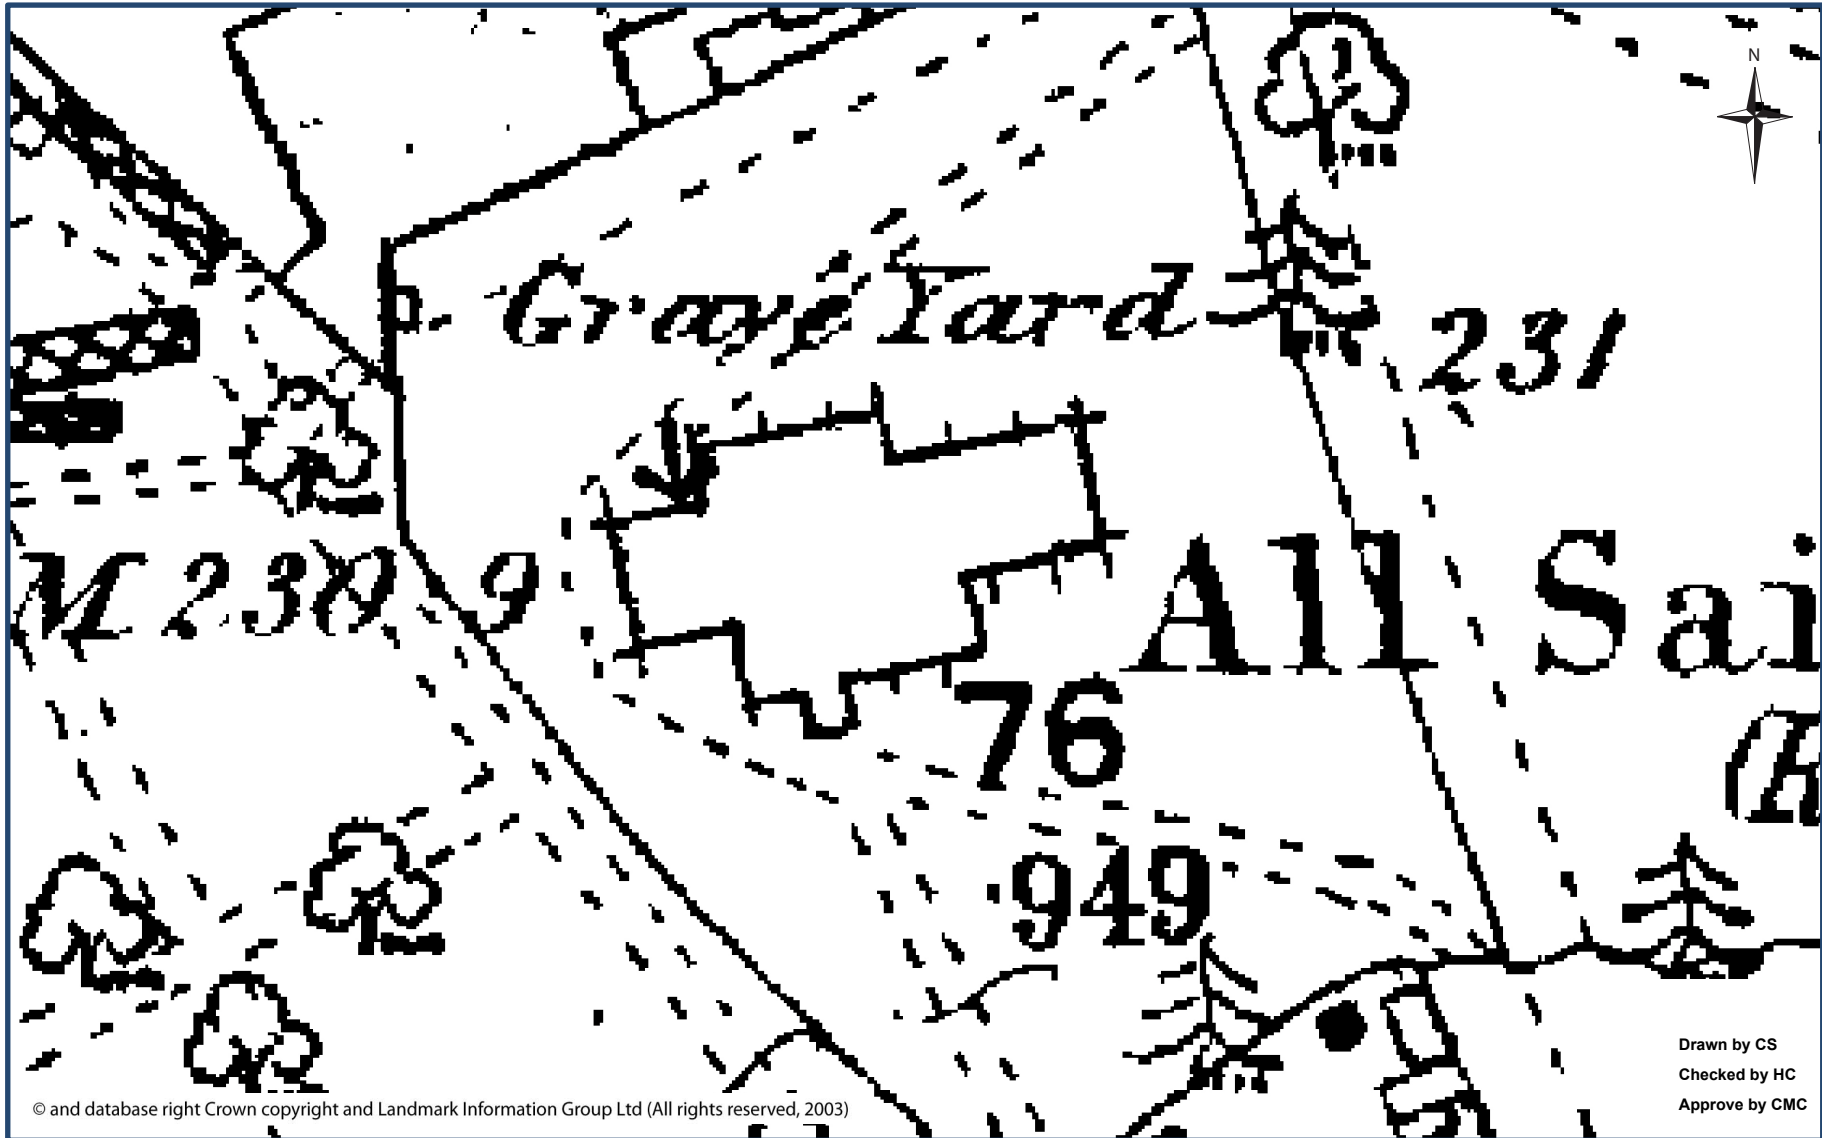 N
Grave Yard
231
M 230 9
All Sai
76
(R
949
Drawn by CS
Checked by HC
Approve by CMC
© and database right Crown copyright and Landmark Information Group Ltd (All rights reserved, 2003)